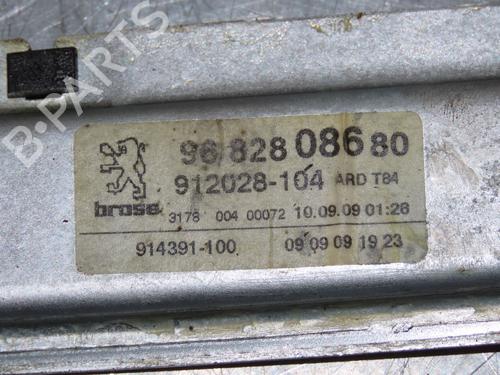 B-PARTS
96 828 086 80
912028-104 ARD T84
brose 3178 004 00072 10.09.09 01:26
914391-100 09 09 09 19 23